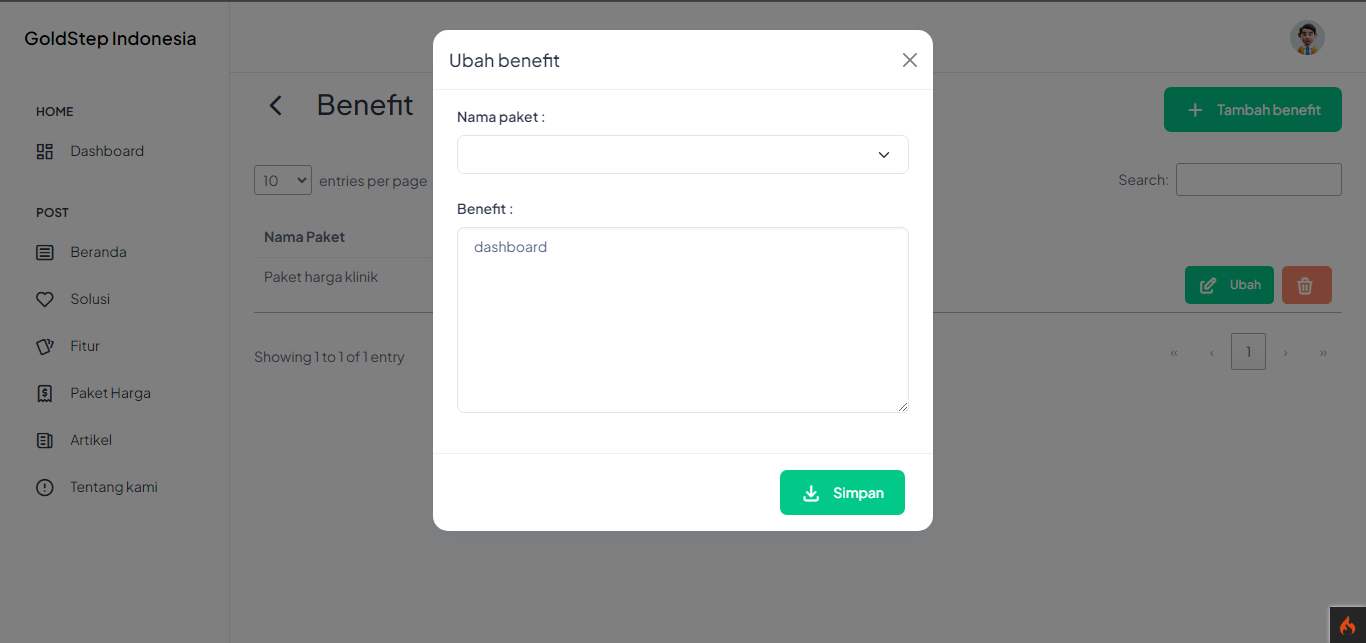 GoldStep Indonesia
HOME
Dashboard
POST
Beranda
Solusi
Fitur
Paket Harga
Artikel
Tentang kami
Benefit
Tambah benefit
10 entries per page
Search:
Nama Paket
Paket harga klinik
Ubah
Showing 1 to 1 of 1 entry
« ‹ 1 › »
Ubah benefit
Nama paket :
Benefit :
dashboard
Simpan